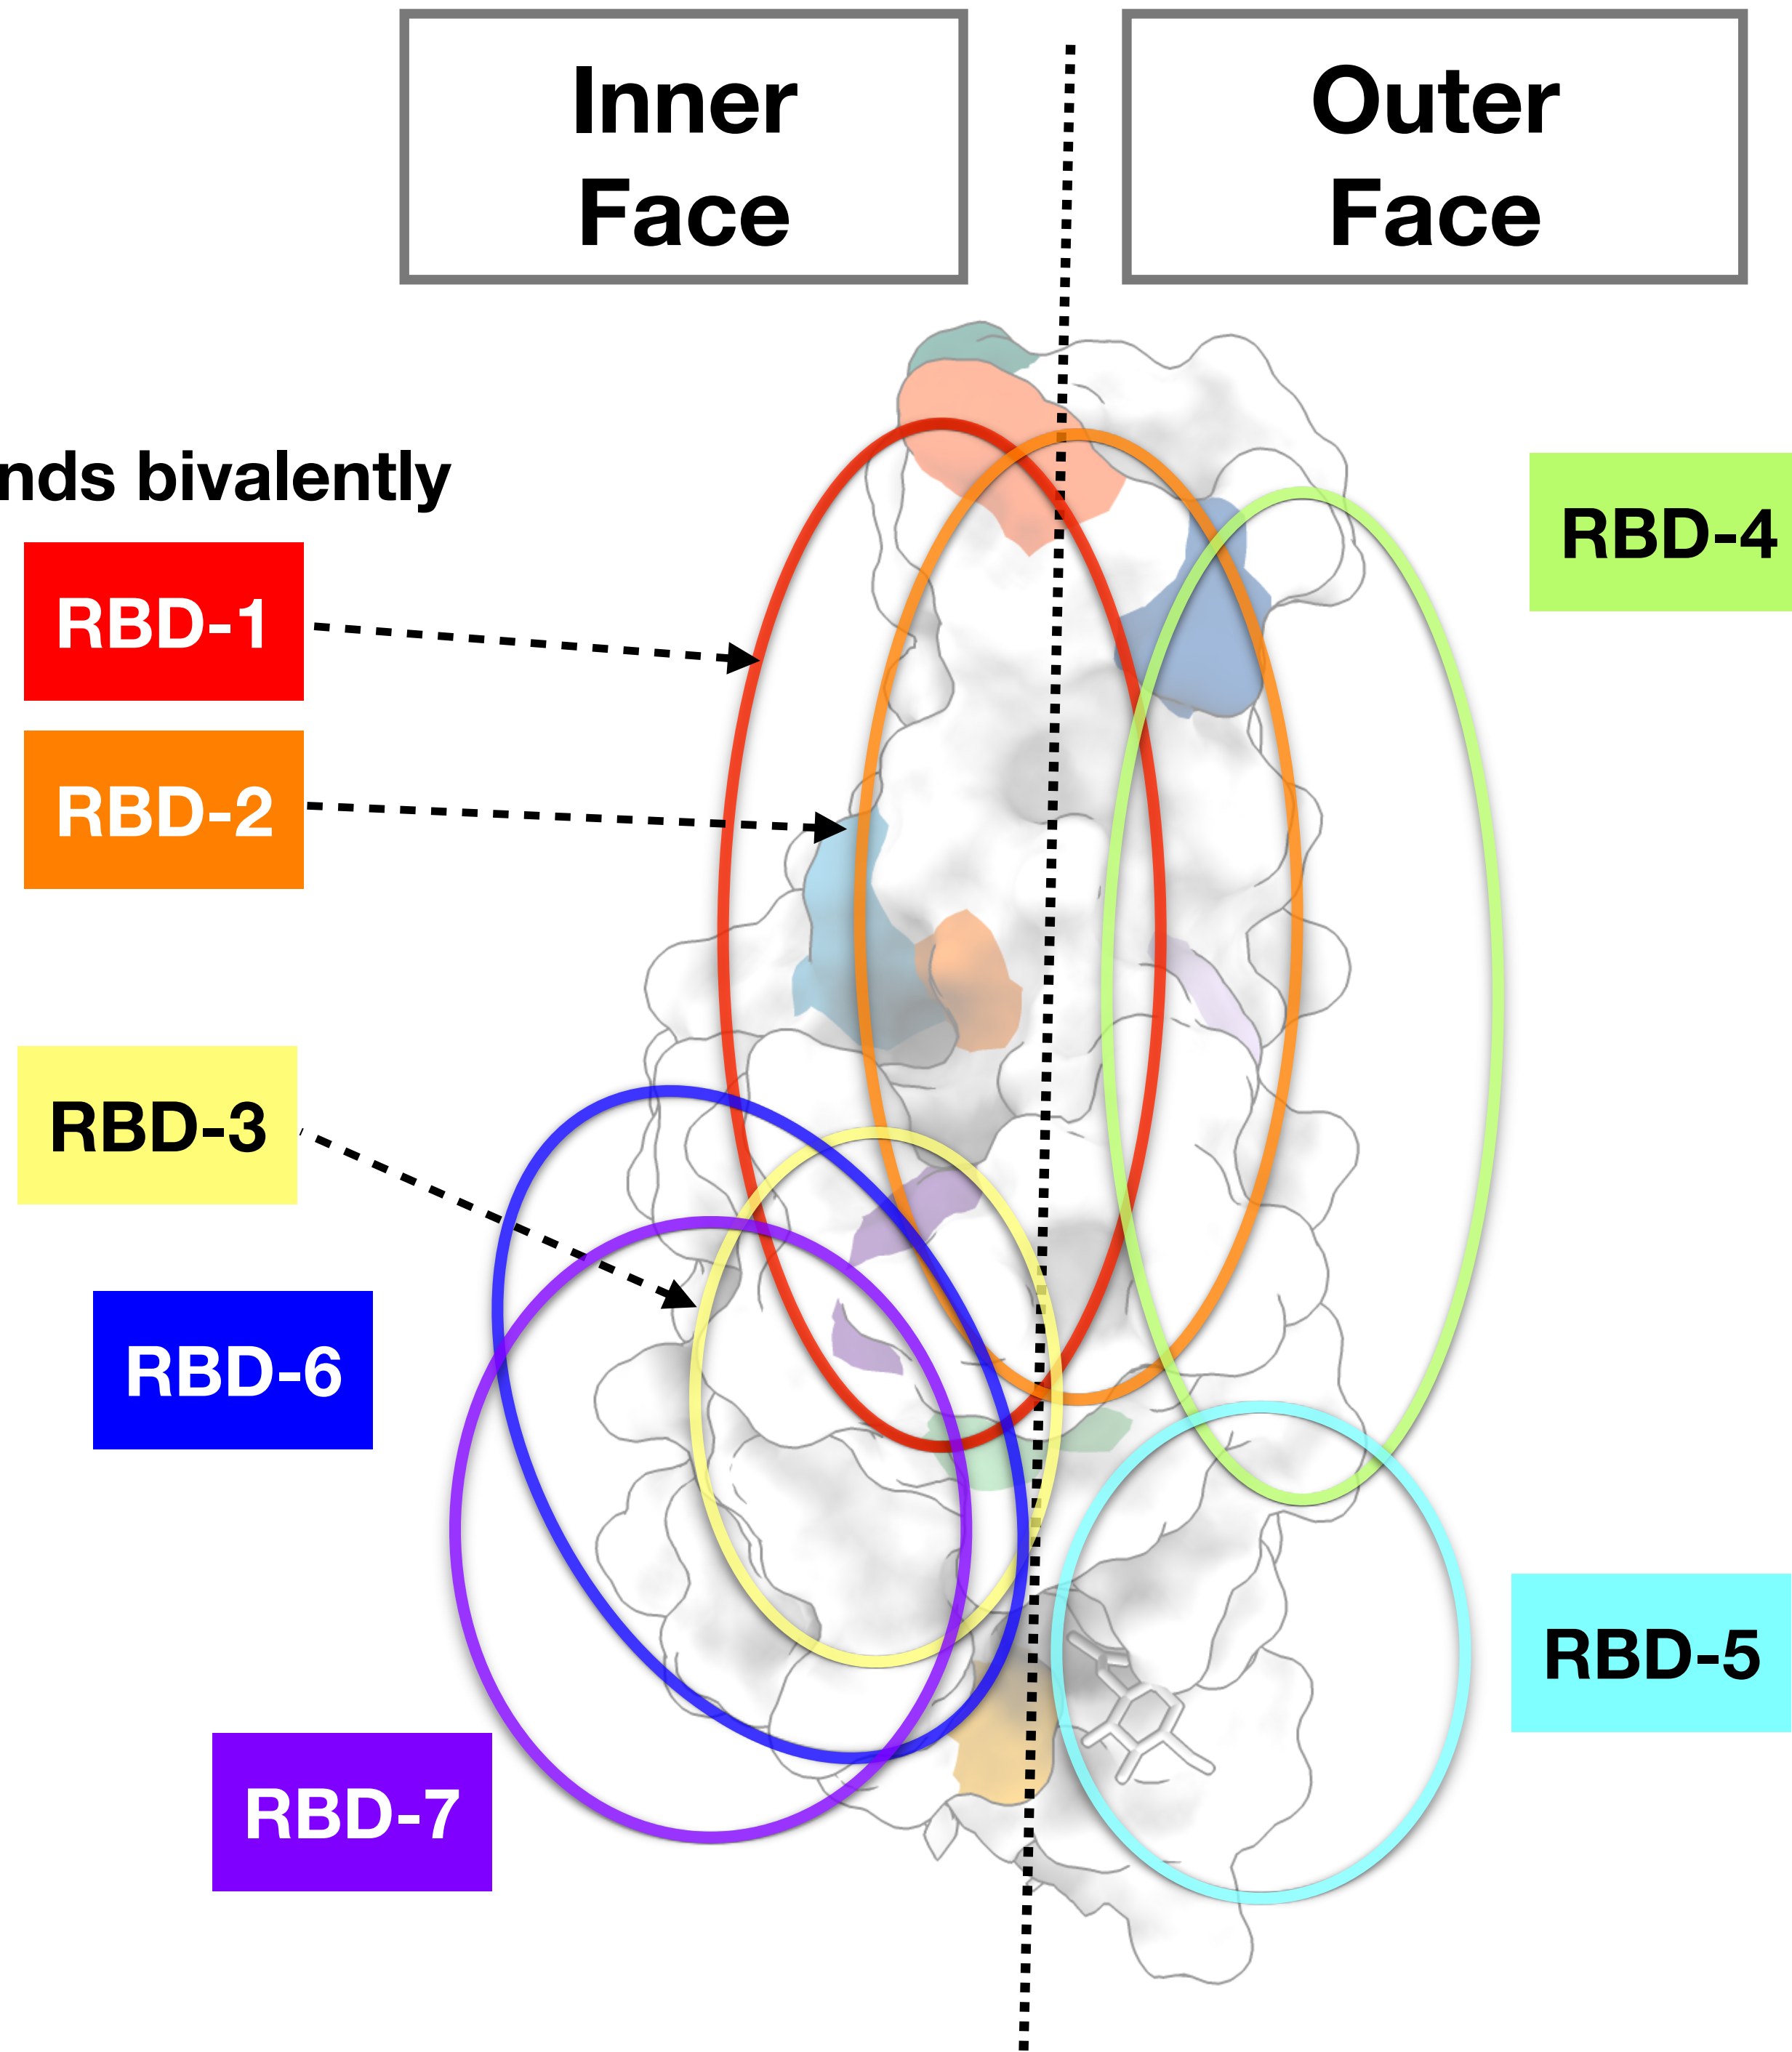 Inner
Face
Outer
Face
bivalently
RBD-1
RBD-2
RBD-3
RBD-6
RBD-7
RBD-4
RBD-5